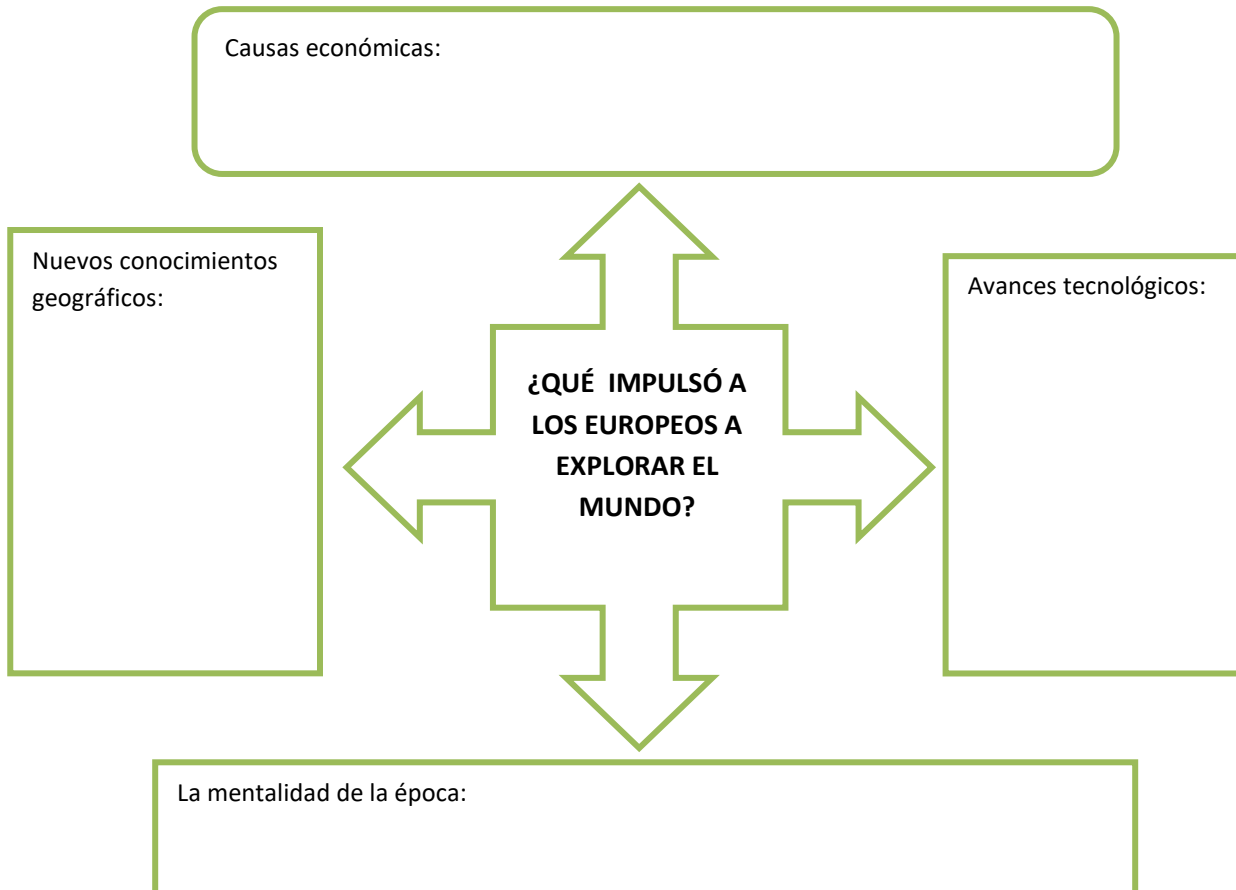 Causas económicas:
Nuevos conocimientos
geográficos:
¿QUÉ  IMPULSÓ A
LOS EUROPEOS A
EXPLORAR EL
MUNDO?
Avances tecnológicos:
La mentalidad de la época: